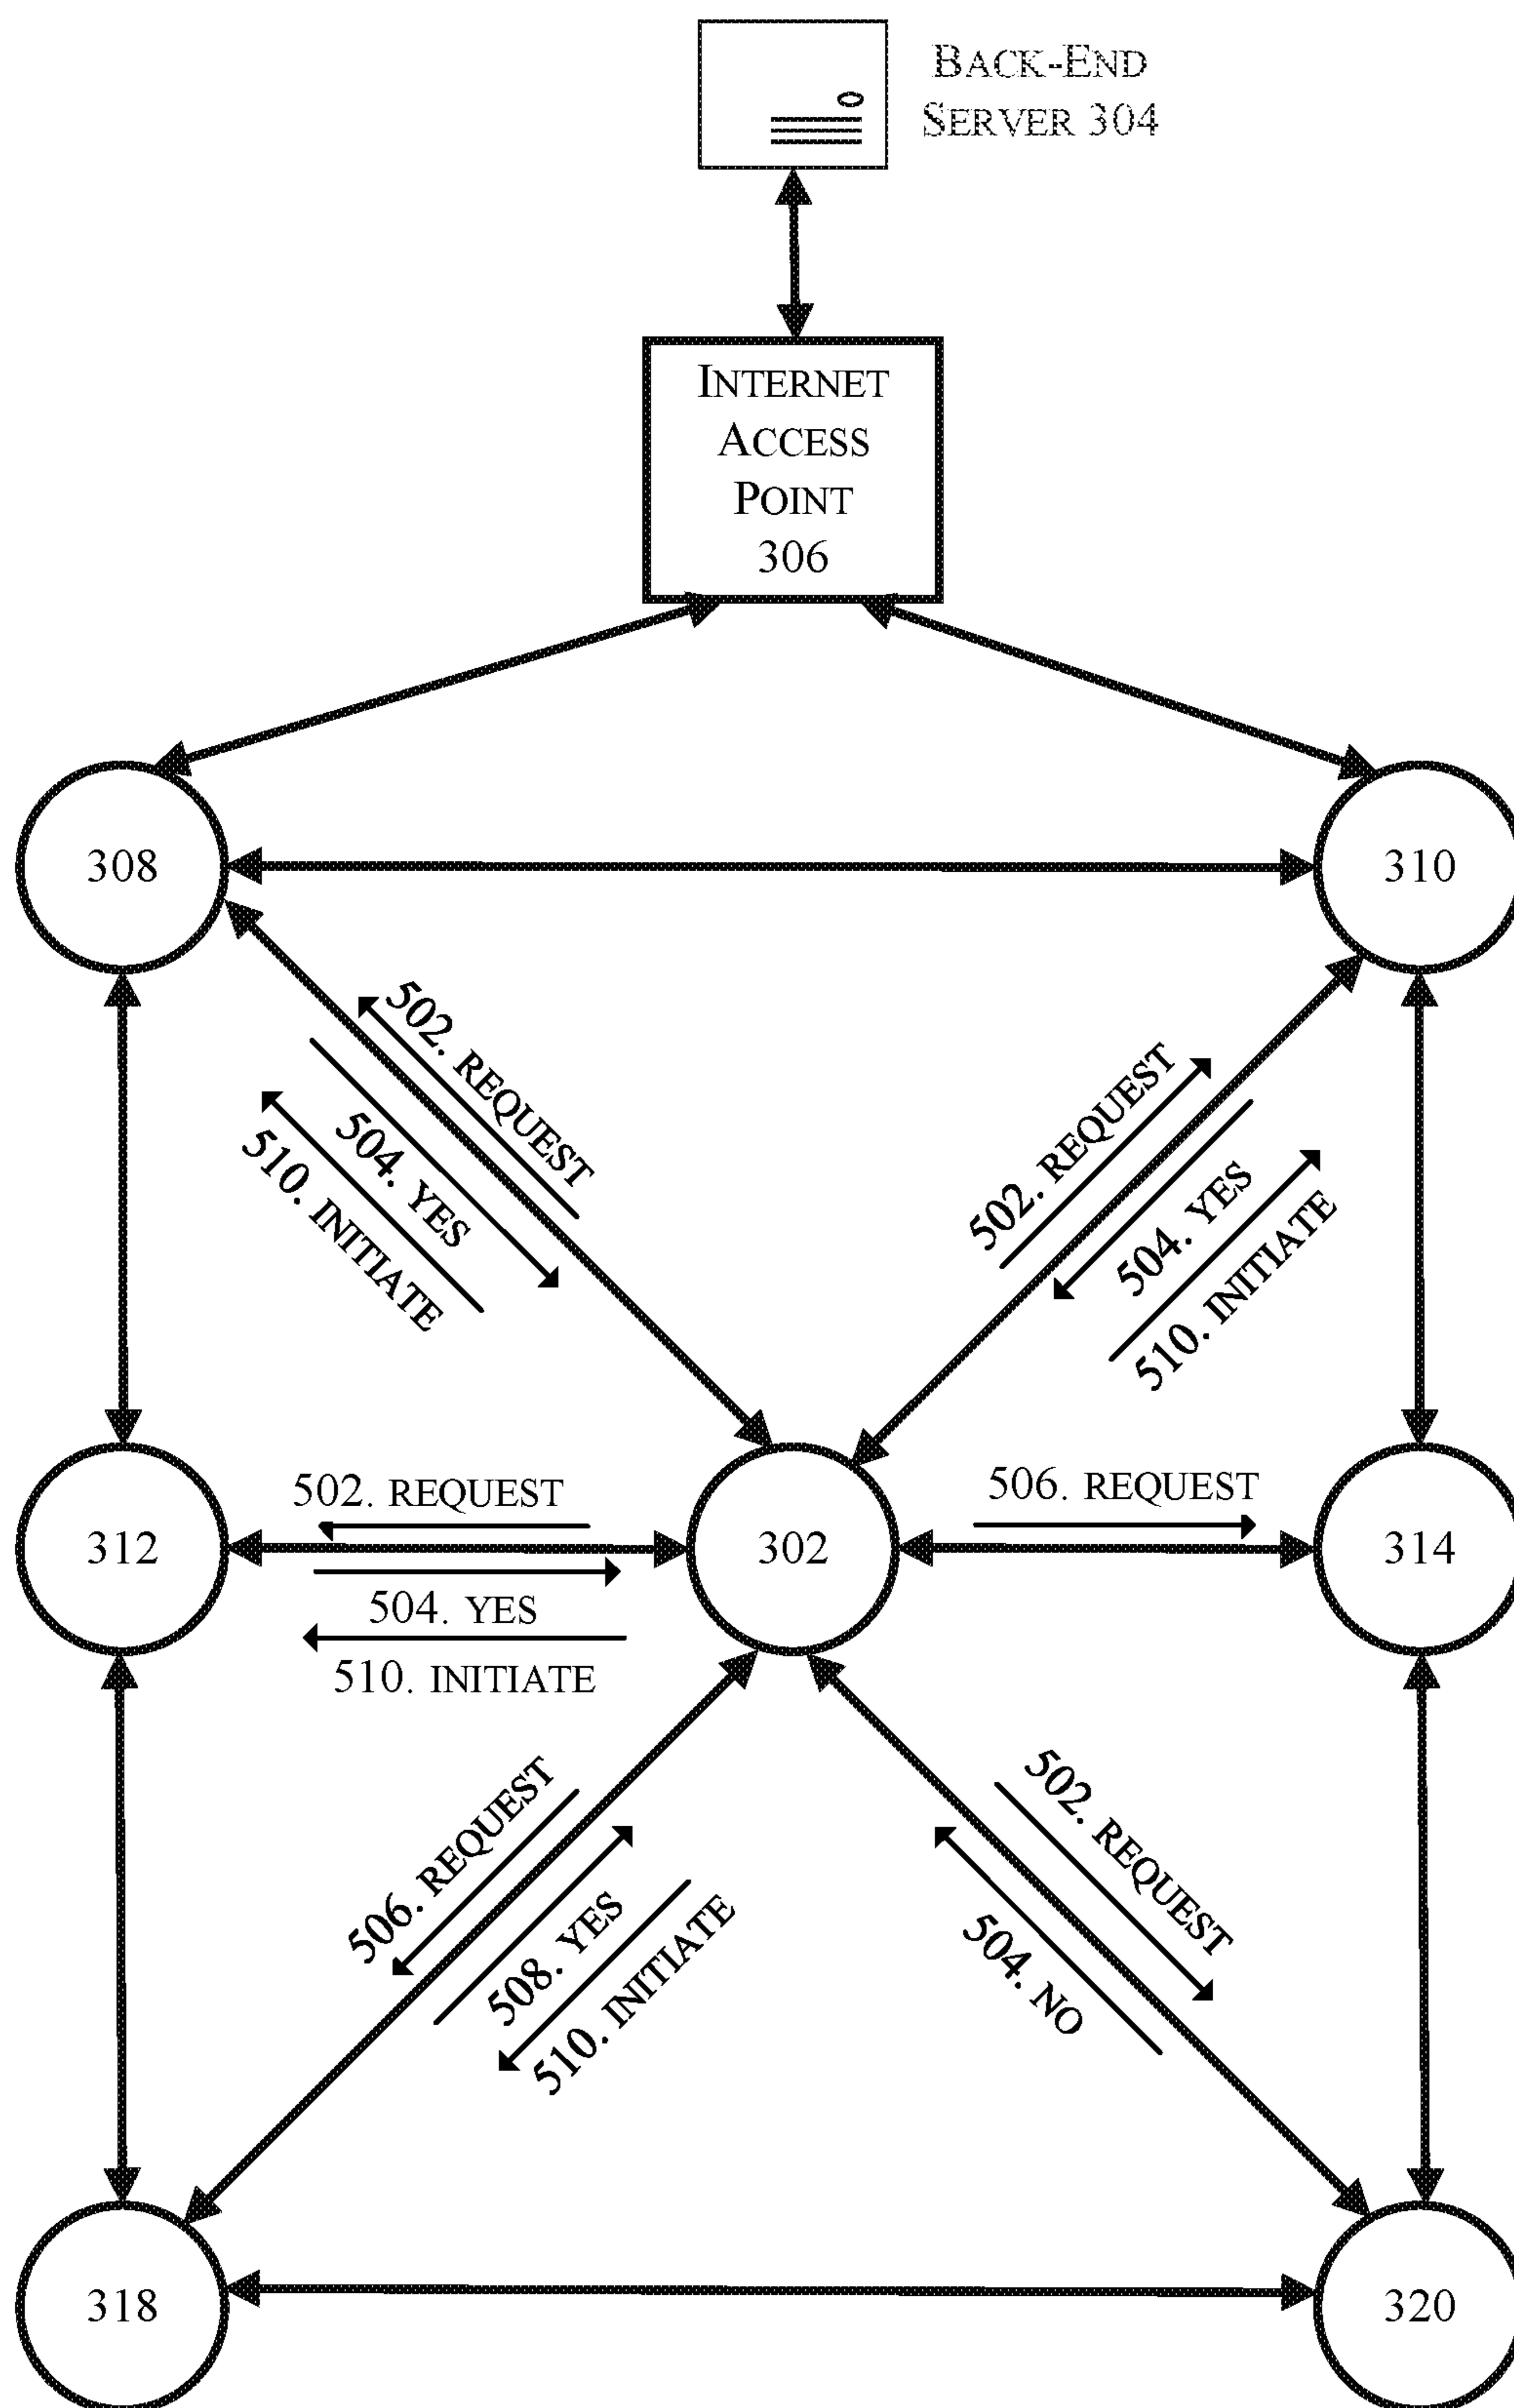 BACK-END
SERVER 304
INTERNET
ACCESS
POINT
306
308
310
502. REQUEST
504. YES
510. INITIATE
502. REQUEST
504. YES
510. INITIATE
312
502. REQUEST
504. YES
510. INITIATE
302
506. REQUEST
314
506. REQUEST
508. YES
510. INITIATE
502. REQUEST
504. NO
318
320